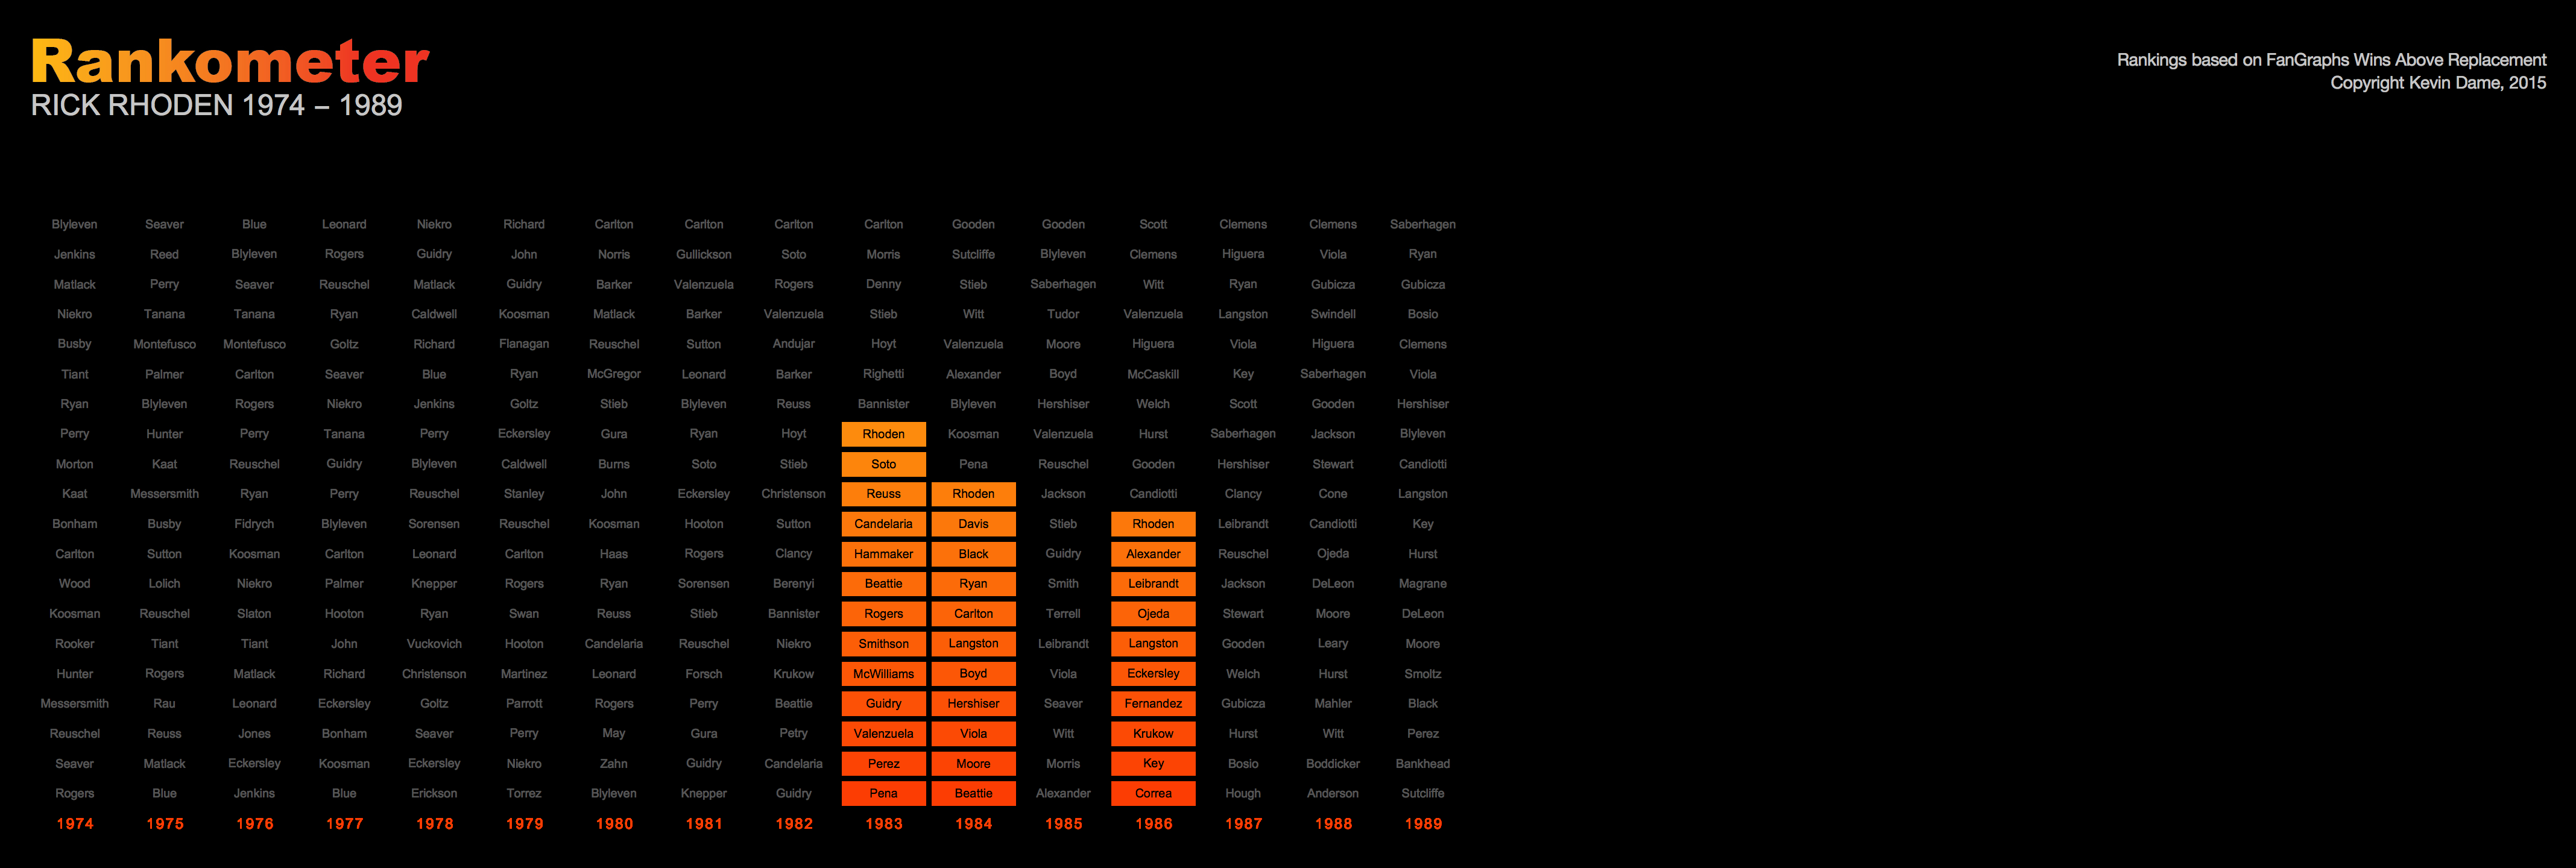 Rankometer
RICK RHODEN 1974 – 1989
Rankings based on FanGraphs Wins Above Replacement
Copyright Kevin Dame, 2015
Blyleven Seaver Blue Leonard Niekro Richard Carlton Carlton Carlton Carlton Gooden Gooden Scott Clemens Clemens Saberhagen
Jenkins Reed Blyleven Rogers Guidry John Norris Gullickson Soto Morris Sutcliffe Blyleven Clemens Higuera Viola Ryan
Matlack Perry Seaver Reuschel Matlack Guidry Barker Valenzuela Rogers Denny Stieb Saberhagen Witt Ryan Gubicza Gubicza
Niekro Tanana Tanana Ryan Caldwell Koosman Matlack Barker Valenzuela Stieb Witt Tudor Valenzuela Langston Swindell Bosio
Busby Montefusco Montefusco Goltz Richard Flanagan Reuschel Sutton Andujar Hoyt Valenzuela Moore Higuera Viola Higuera Clemens
Tiant Palmer Carlton Seaver Blue Ryan McGregor Leonard Barker Righetti Alexander Boyd McCaskill Key Saberhagen Viola
Ryan Blyleven Rogers Niekro Jenkins Goltz Stieb Blyleven Reuss Bannister Blyleven Hershiser Welch Scott Gooden Hershiser
Perry Hunter Perry Tanana Perry Eckersley Gura Ryan Hoyt Rhoden Koosman Valenzuela Hurst Saberhagen Jackson Blyleven
Morton Kaat Reuschel Guidry Blyleven Caldwell Burns Soto Stieb Soto Pena Reuschel Gooden Hershiser Stewart Candiotti
Kaat Messersmith Ryan Perry Reuschel Stanley John Eckersley Christenson Reuss Rhoden Jackson Candiotti Clancy Cone Langston
Bonham Busby Fidrych Blyleven Sorensen Reuschel Koosman Hooton Sutton Candelaria Davis Stieb Rhoden Leibrandt Candiotti Key
Carlton Sutton Koosman Carlton Leonard Carlton Haas Rogers Clancy Hammaker Black Guidry Alexander Reuschel Ojeda Hurst
Wood Lolich Niekro Palmer Knepper Rogers Ryan Sorensen Berenyi Beattie Ryan Smith Leibrandt Jackson DeLeon Magrane
Koosman Reuschel Slaton Hooton Ryan Swan Reuss Stieb Bannister Rogers Carlton Terrell Ojeda Stewart Moore DeLeon
Rooker Tiant Tiant John Vuckovich Hooton Candelaria Reuschel Niekro Smithson Langston Leibrandt Langston Gooden Leary Moore
Hunter Rogers Matlack Richard Christenson Martinez Leonard Forsch Krukow McWilliams Boyd Viola Eckersley Welch Hurst Smoltz
Messersmith Rau Leonard Eckersley Goltz Parrott Rogers Perry Beattie Guidry Hershiser Seaver Fernandez Gubicza Mahler Black
Reuschel Reuss Jones Bonham Seaver Perry May Gura Petry Valenzuela Viola Witt Krukow Hurst Witt Perez
Seaver Matlack Eckersley Koosman Eckersley Niekro Zahn Guidry Candelaria Perez Moore Morris Key Bosio Boddicker Bankhead
Rogers Blue Jenkins Blue Erickson Torrez Blyleven Knepper Guidry Pena Beattie Alexander Correa Hough Anderson Sutcliffe
1974 1975 1976 1977 1978 1979 1980 1981 1982 1983 1984 1985 1986 1987 1988 1989